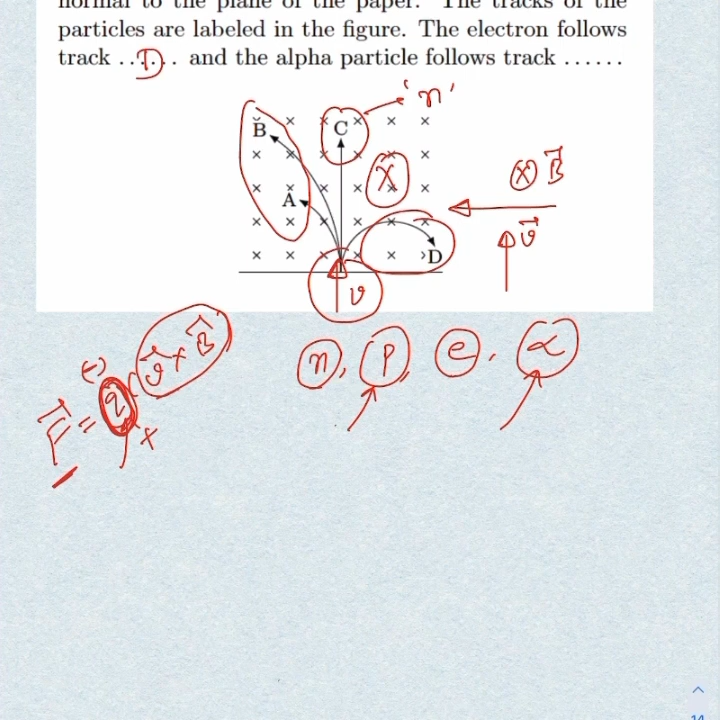 normal to the plane of the paper. The tracks of the
particles are labeled in the figure. The electron follows
track ..D.. and the alpha particle follows track ......
'n'
B
C
X
A
⊗ B⃗
v⃗
D
v
n, p, e, α
F⃗ = (-) q v⃗ × B⃗
x
14